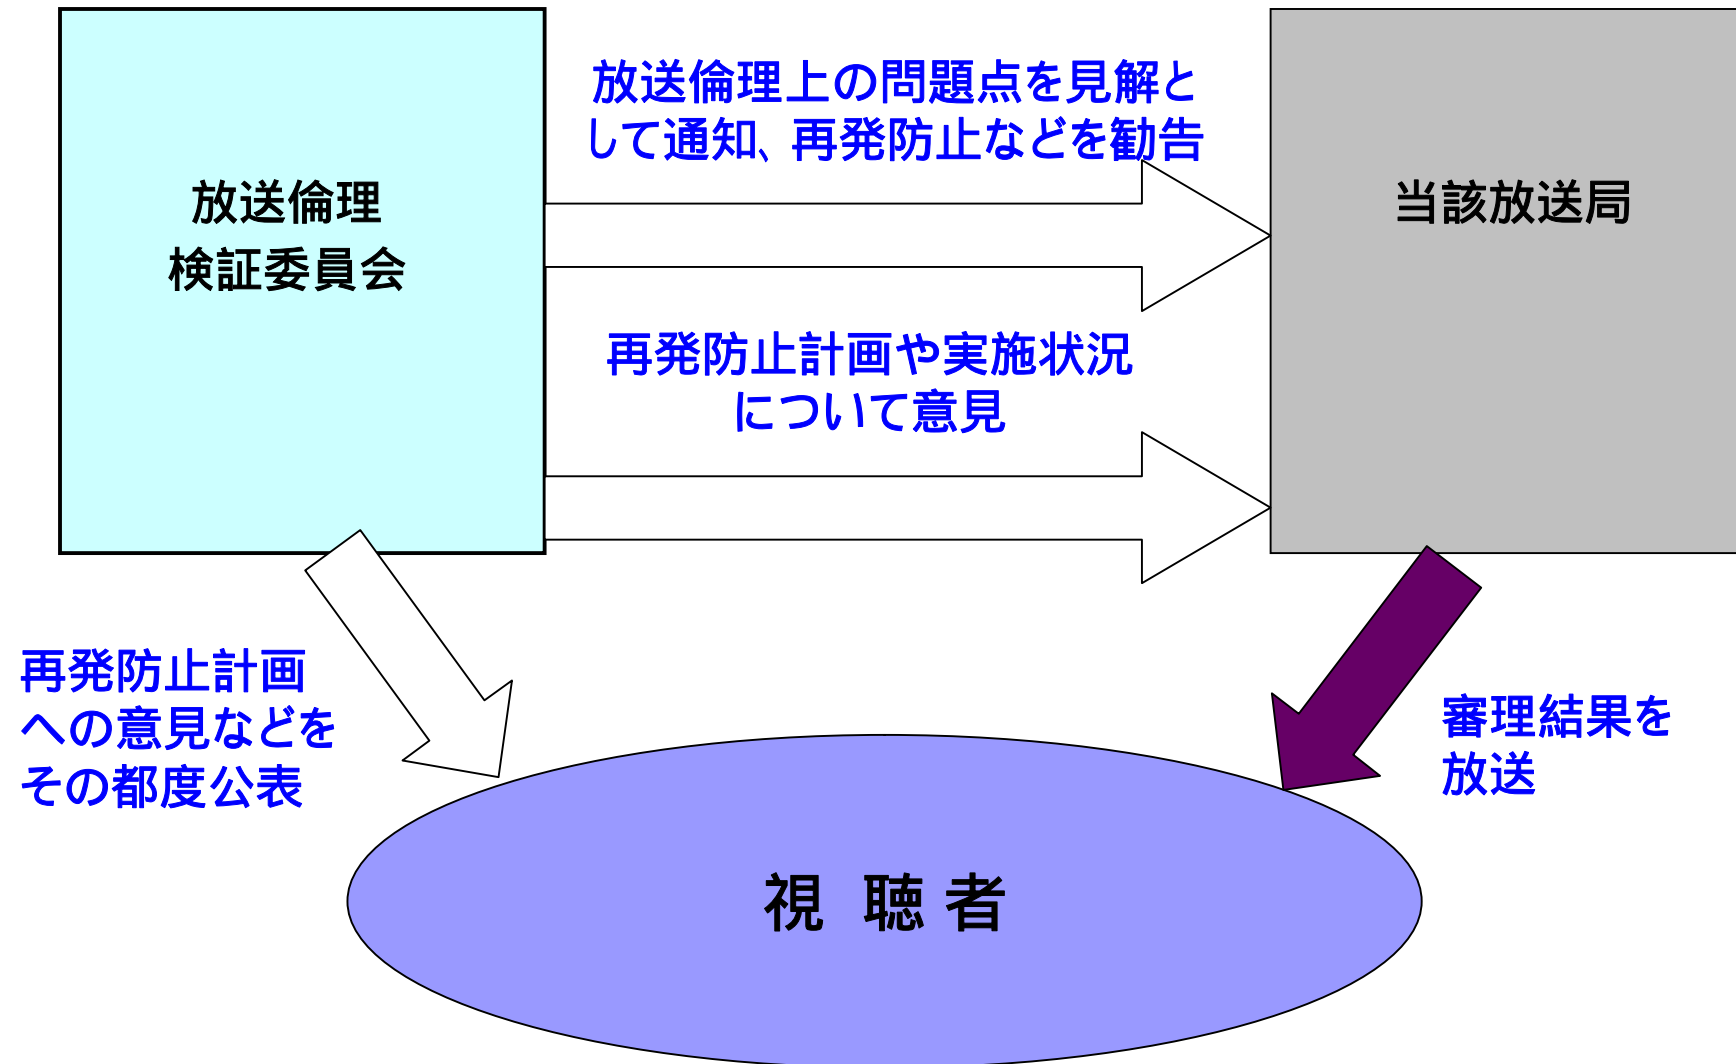 放送倫理
検証委員会
放送倫理上の問題点を見解と
して通知、再発防止などを勧告
当該放送局
再発防止計画や実施状況
について意見
再発防止計画
への意見などを
その都度公表
審理結果を
放送
視 聴 者